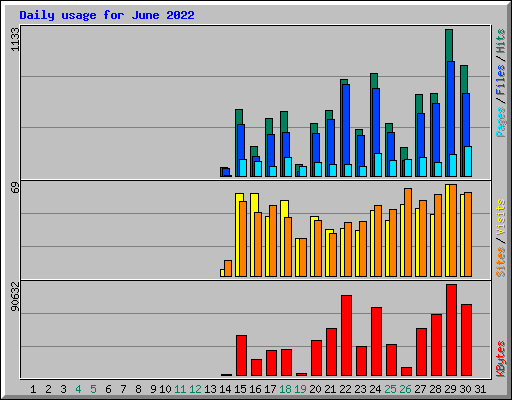 Daily usage for June 2022
1133
Pages / Files / Hits
69
Sites / Visits
90632
KBytes
1 2 3 4 5 6 7 8 9 10 11 12 13 14 15 16 17 18 19 20 21 22 23 24 25 26 27 28 29 30 31